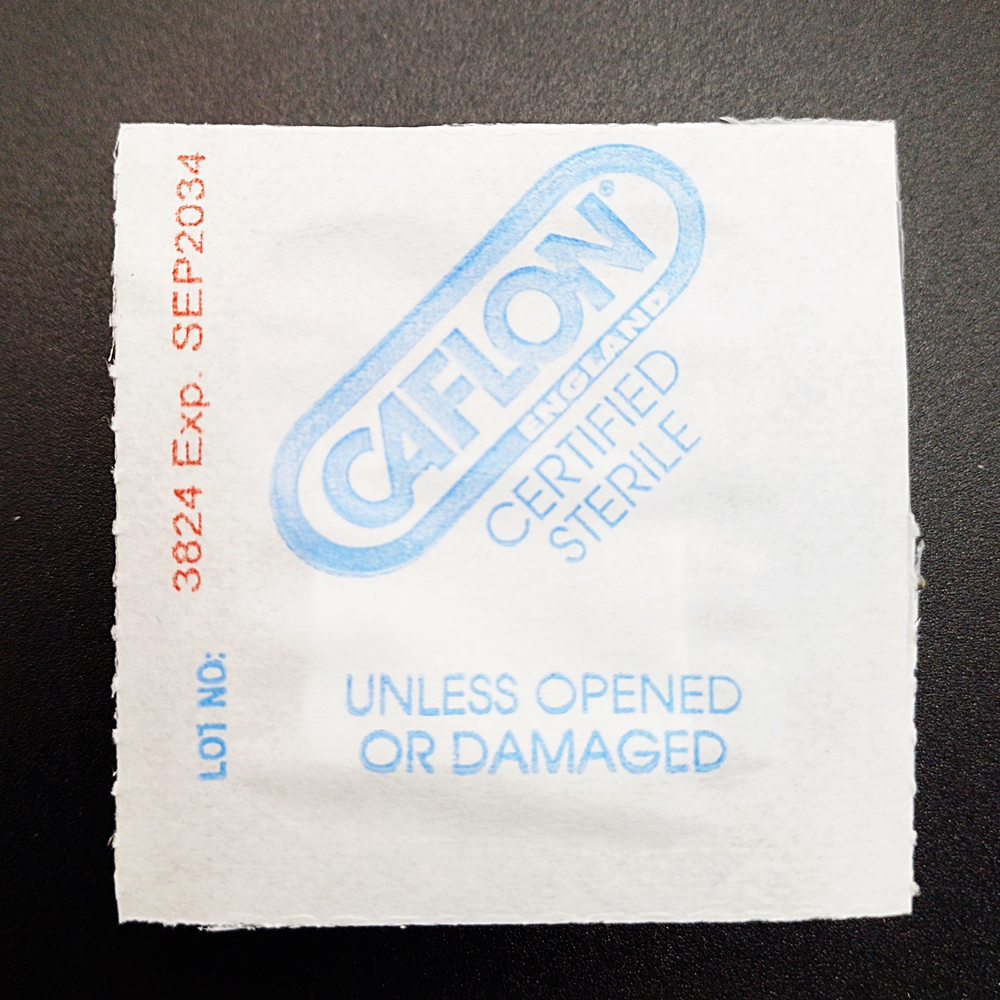 LOT NO: 3824 Exp. SEP2034
CAFLON®
ENGLAND
CERTIFIED
STERILE
UNLESS OPENED
OR DAMAGED